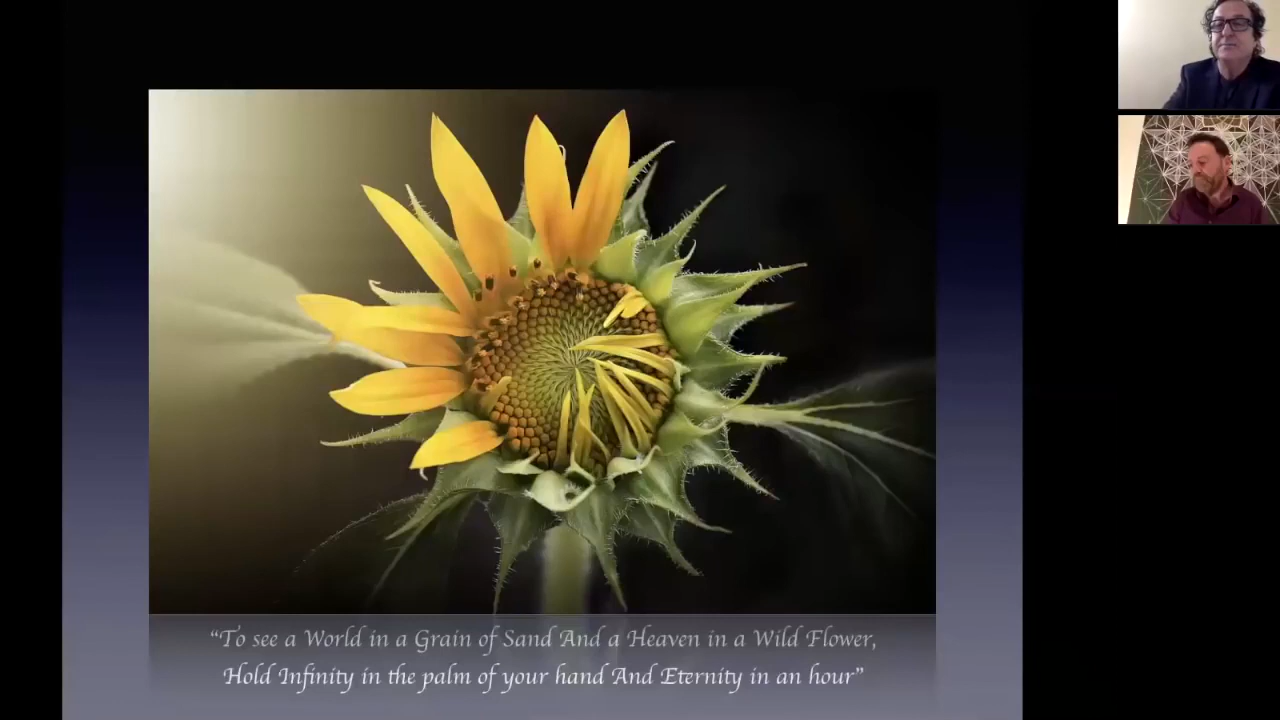 "To see a World in a Grain of Sand And a Heaven in a Wild Flower,
Hold Infinity in the palm of your hand And Eternity in an hour"